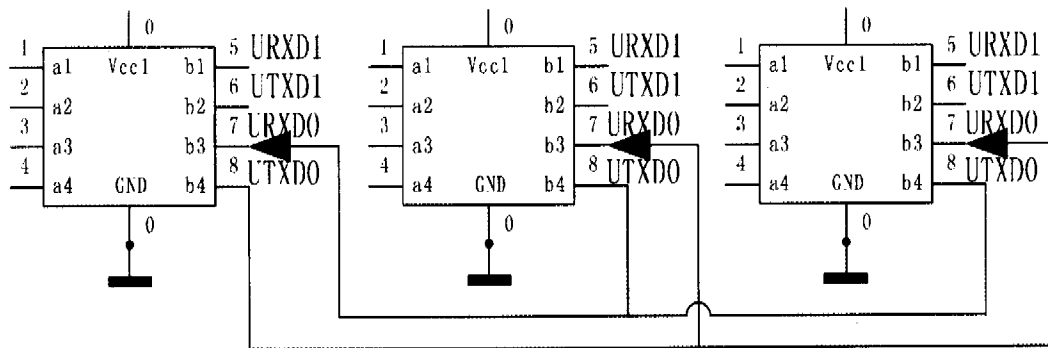 0
1 a1 Vcc1 b1 5 URXD1
2 a2 b2 6 UTXD1
3 a3 b3 7 URXD0
4 a4 GND b4 8 UTXD0
0
0
1 a1 Vcc1 b1 5 URXD1
2 a2 b2 6 UTXD1
3 a3 b3 7 URXD0
4 a4 GND b4 8 UTXD0
0
0
1 a1 Vcc1 b1 5 URXD1
2 a2 b2 6 UTXD1
3 a3 b3 7 URXD0
4 a4 GND b4 8 UTXD0
0